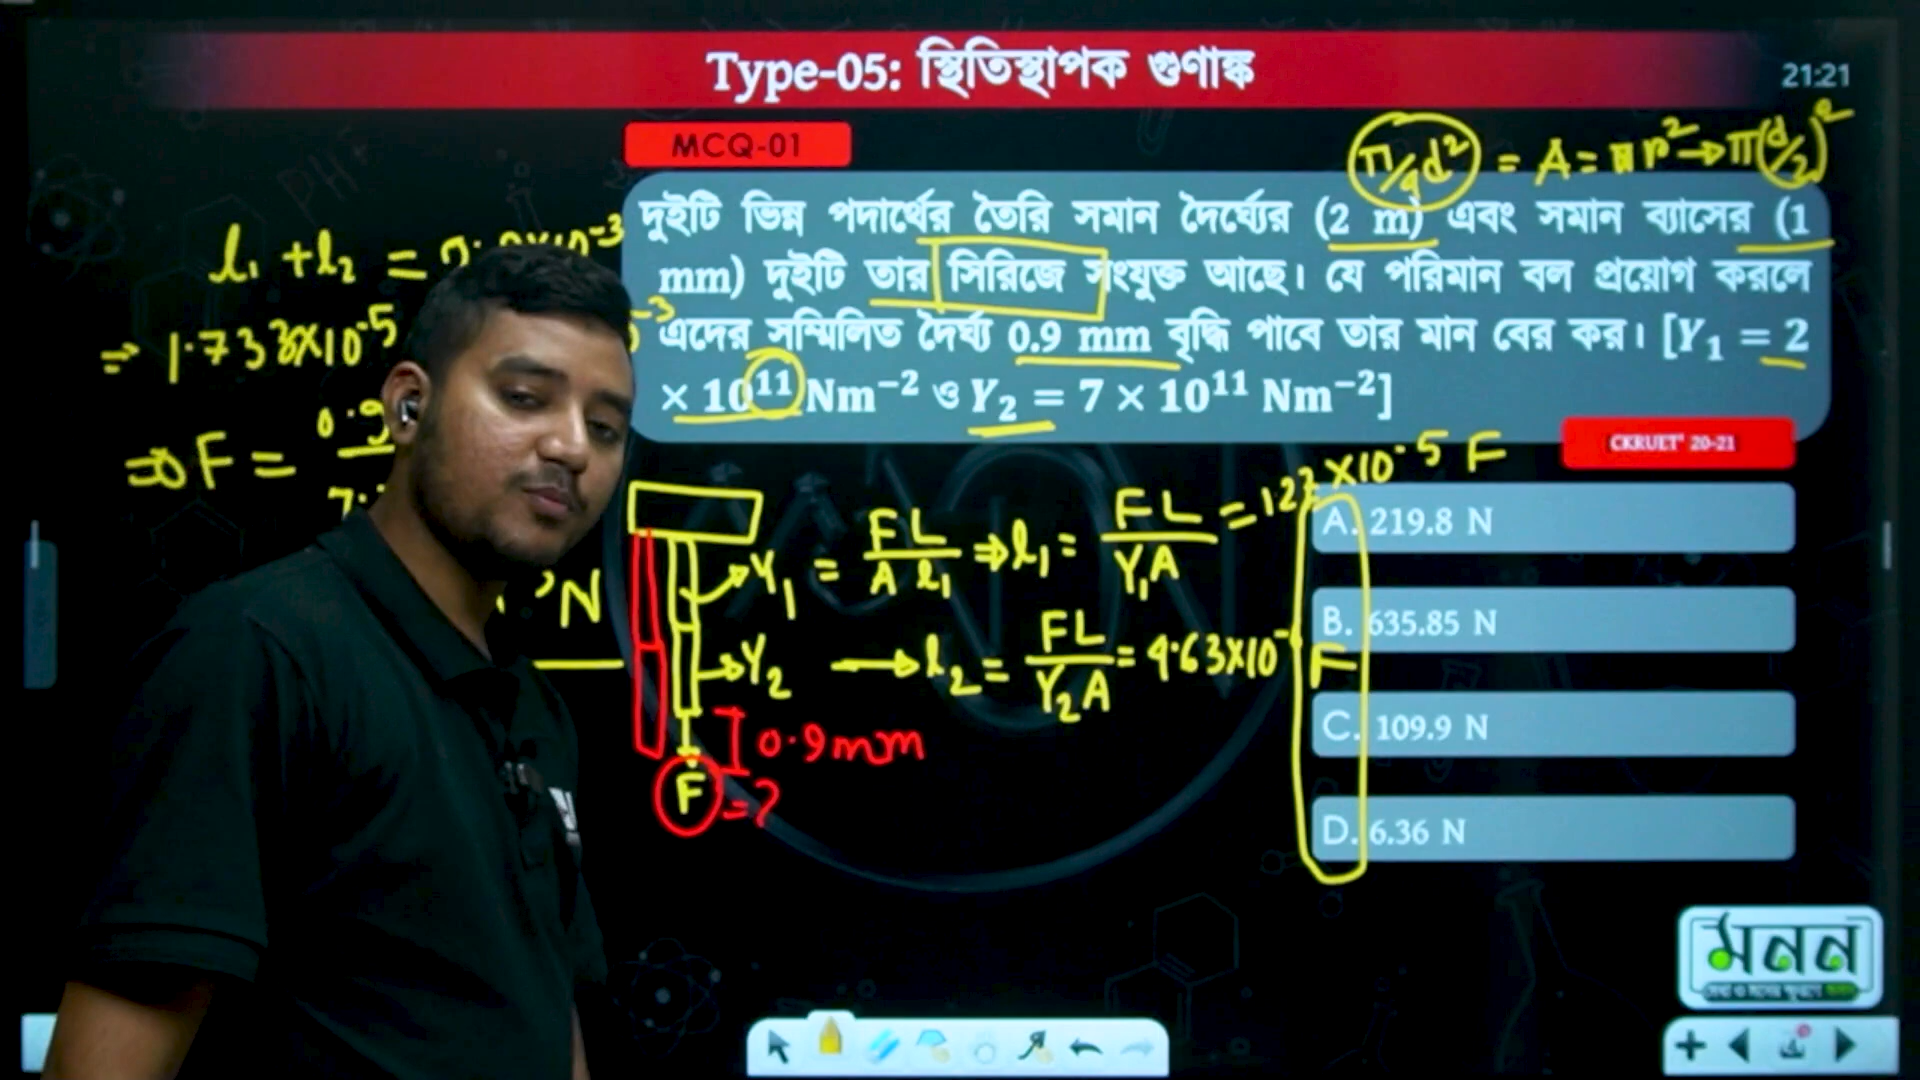 Type-05: স্থিতিস্থাপক গুণাঙ্ক
21:21
MCQ-01
π/4 d² = A = πr² → π(d/2)²
দুইটি ভিন্ন পদার্থের তৈরি সমান দৈর্ঘ্যের (2 m) এবং সমান ব্যাসের (1
mm) দুইটি তার সিরিজে সংযুক্ত আছে। যে পরিমান বল প্রয়োগ করলে
এদের সম্মিলিত দৈর্ঘ্য 0.9 mm বৃদ্ধি পাবে তার মান বের কর। [Y₁ = 2
× 10¹¹ Nm⁻² ও Y₂ = 7 × 10¹¹ Nm⁻²]
CKRUET' 20-21
l₁ + l₂ =
⇒ 1.733×10⁻⁵
⇒ F =
N
Y₁ = FL/A l₁ ⇒ l₁ = FL/Y₁A = ×10⁻⁵ F
Y₂ → l₂ = FL/Y₂A = 4.63×10 F
0.9mm
F = ?
A. 219.8 N
B. 635.85 N
C. 109.9 N
D. 6.36 N
মনন